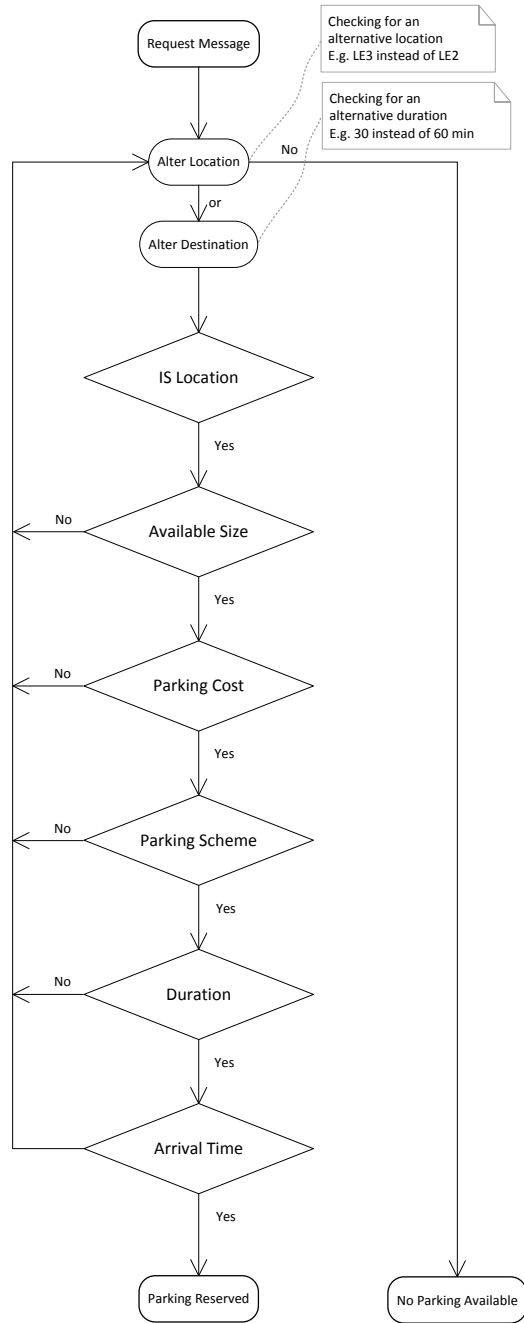 Request Message
Checking for an
alternative location
E.g. LE3 instead of LE2
Checking for an
alternative duration
E.g. 30 instead of 60 min
Alter Location
No
or
Alter Destination
IS Location
Yes
No
Available Size
Yes
No
Parking Cost
Yes
No
Parking Scheme
Yes
No
Duration
Yes
Arrival Time
Yes
Parking Reserved
No Parking Available